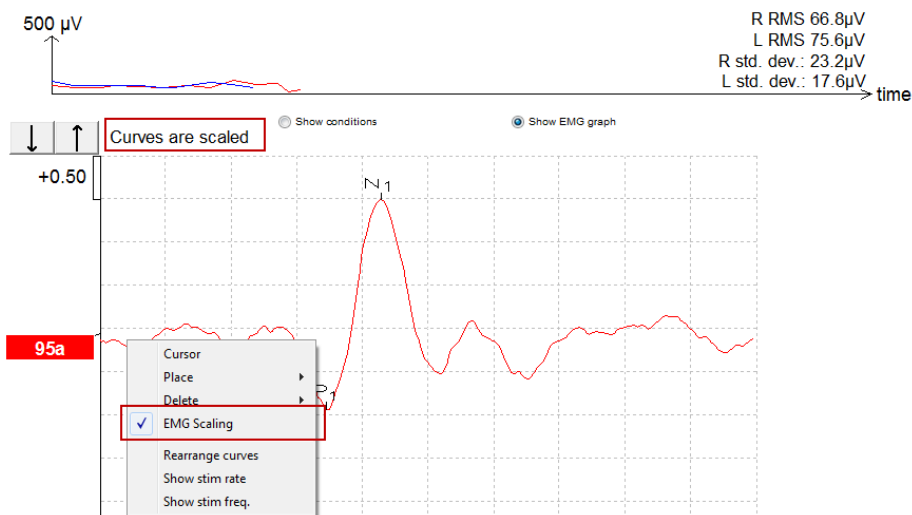 500 µV
R RMS 66.8µV
L RMS 75.6µV
R std. dev.: 23.2µV
L std. dev.: 17.6µV
time
Curves are scaled
Show conditions
Show EMG graph
+0.50
N1
95a
Cursor
Place
Delete
EMG Scaling
Rearrange curves
Show stim rate
Show stim freq.